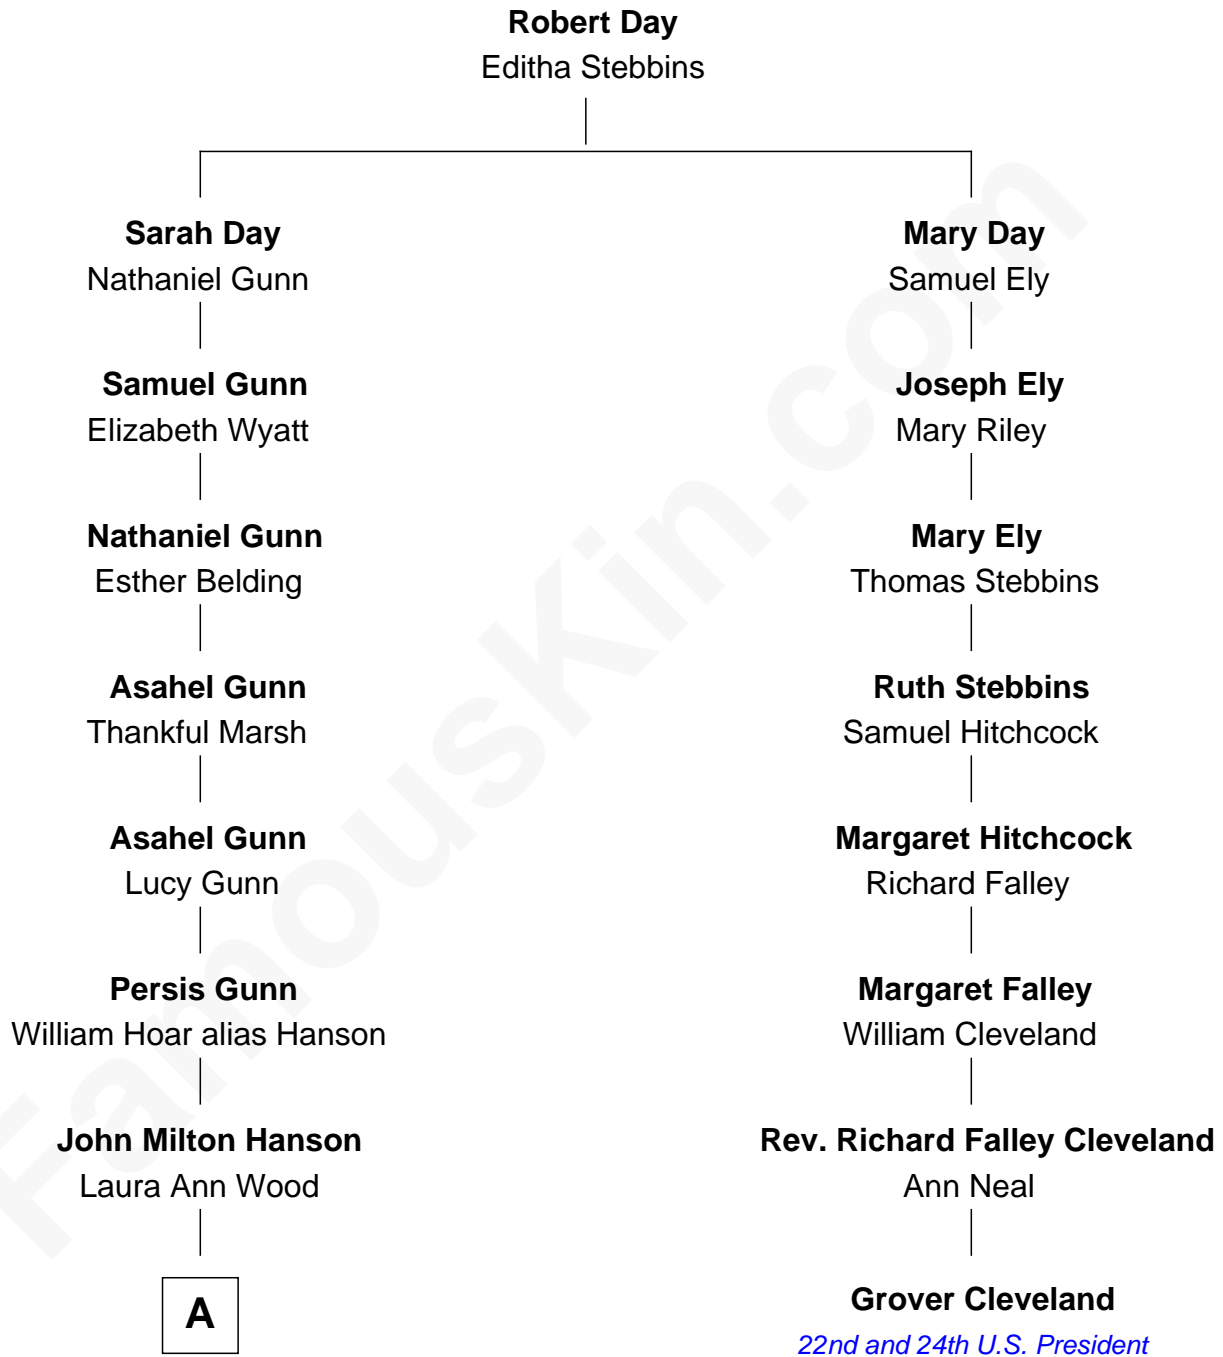 Robert Day
Editha Stebbins
Sarah Day
Nathaniel Gunn
Mary Day
Samuel Ely
Samuel Gunn
Elizabeth Wyatt
Joseph Ely
Mary Riley
Nathaniel Gunn
Esther Belding
Mary Ely
Thomas Stebbins
Asahel Gunn
Thankful Marsh
Ruth Stebbins
Samuel Hitchcock
Asahel Gunn
Lucy Gunn
Margaret Hitchcock
Richard Falley
Persis Gunn
William Hoar alias Hanson
Margaret Falley
William Cleveland
John Milton Hanson
Laura Ann Wood
Rev. Richard Falley Cleveland
Ann Neal
A
Grover Cleveland
22nd and 24th U.S. President
FamousKin.com